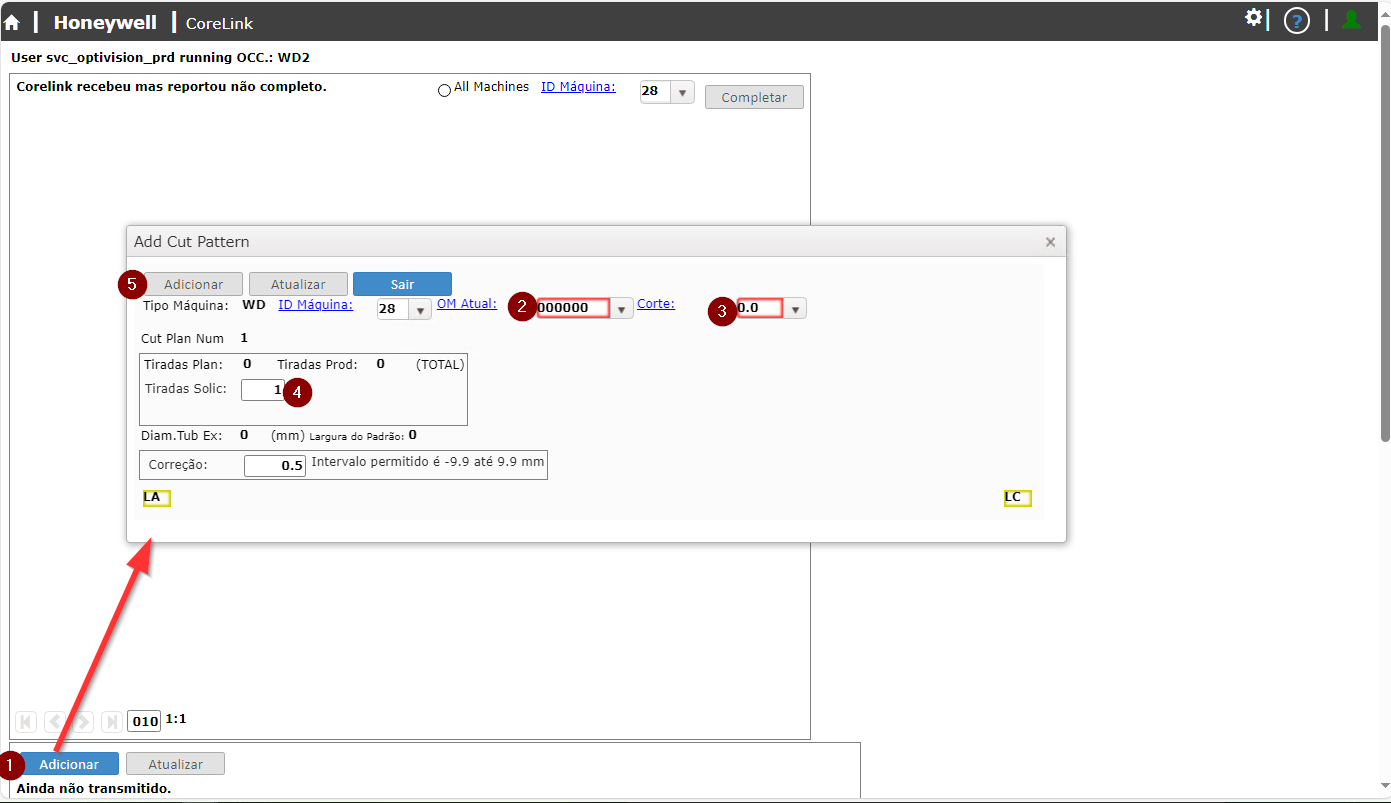 Honeywell | CoreLink ?
User svc_optivision_prd running OCC.: WD2
Corelink recebeu mas reportou não completo. All Machines ID Máquina: 28 Completar
Add Cut Pattern ×
5 Adicionar Atualizar Sair
Tipo Máquina: WD ID Máquina: 28 OM Atual: 2 000000 Corte: 3 0.0
Cut Plan Num 1
Tiradas Plan: 0 Tiradas Prod: 0 (TOTAL)
Tiradas Solic: 1 4
Diam.Tub Ex: 0 (mm) Largura do Padrão: 0
Correção: 0.5 Intervalo permitido é -9.9 até 9.9 mm
LA LC
010 1:1
1 Adicionar Atualizar
Ainda não transmitido.